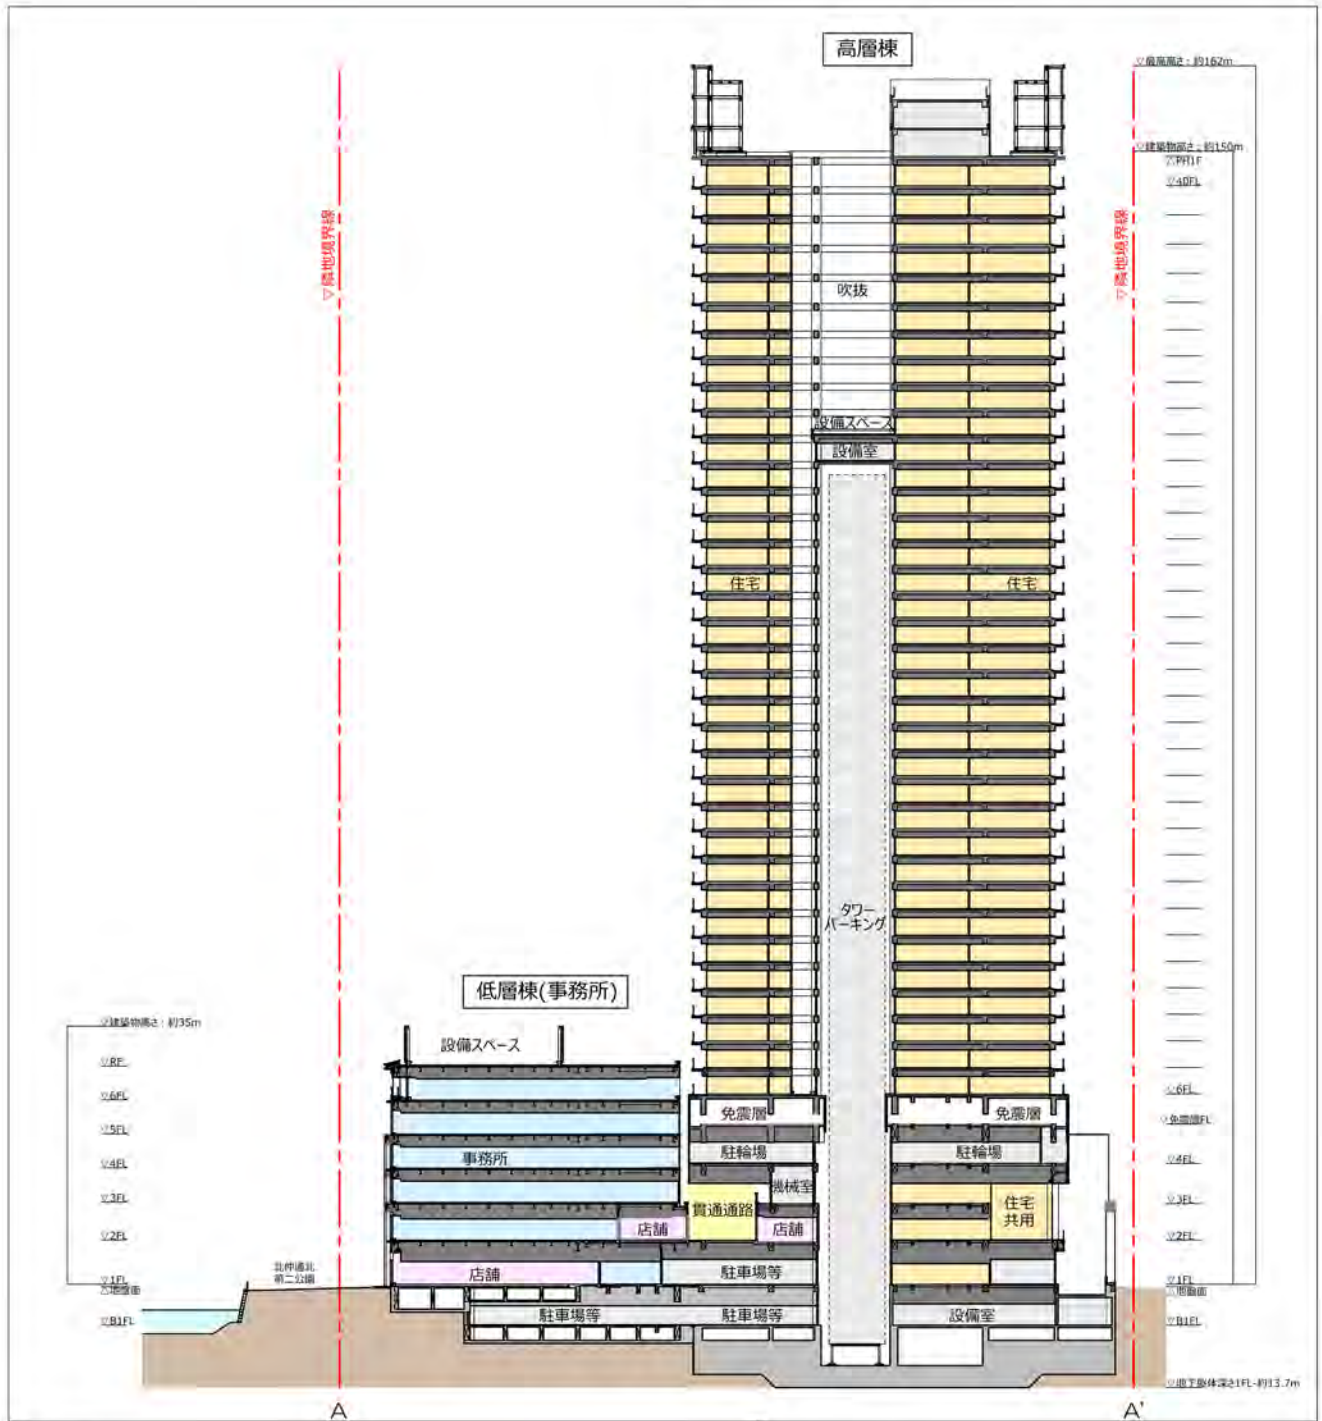 高層棟
▽最高高さ：約162m
▽建築物高さ：約150m
▽PH1F
▽40FL
▽隣地境界線
▽隣地境界線
吹抜
設備スペース
設備室
住宅
住宅
タワー
パーキング
低層棟(事務所)
▽建築物高さ：約35m
設備スペース
▽RF
▽6FL
▽6FL
免震層
免震層
▽免震層FL
▽5FL
事務所
駐輪場
駐輪場
▽4FL
▽4FL
機械室
▽3FL
▽3FL
貫通通路
住宅
共用
店舗
店舗
▽2FL
▽2FL
北仲通北
第二公園
店舗
駐車場等
▽1FL
▽1FL
△地盤面
▽地盤面
駐車場等
駐車場等
設備室
▽B1FL
▽B1FL
▽地下躯体深さ1FL-約13.7m
A
A'